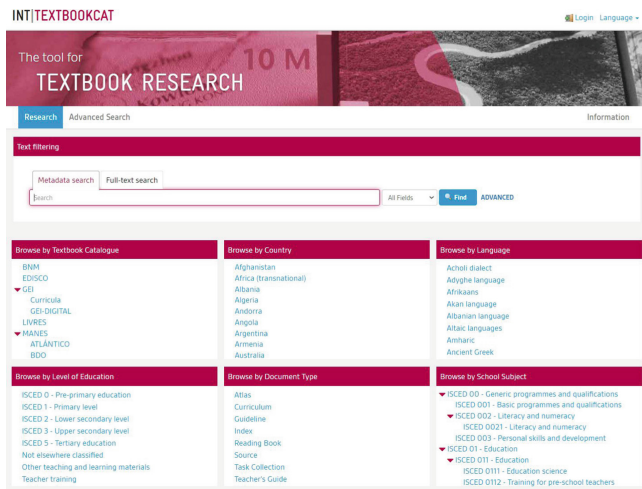 INT|TEXTBOOKCAT
Login Language
The tool for
TEXTBOOK RESEARCH
10 M
Kowloon
Research Advanced Search Information
Text filtering
Metadata search Full-text search
Search All Fields Find ADVANCED
Browse by Textbook Catalogue
BNM
EDISCO
GEI
Curricula
GEI-DIGITAL
LIVRES
MANES
ATLÁNTICO
BDO
Browse by Country
Afghanistan
Africa (transnational)
Albania
Algeria
Andorra
Angola
Argentina
Armenia
Australia
Browse by Language
Acholi dialect
Adyghe language
Afrikaans
Akan language
Albanian language
Altaic languages
Amharic
Ancient Greek
Browse by Level of Education
ISCED 0 - Pre-primary education
ISCED 1 - Primary level
ISCED 2 - Lower secondary level
ISCED 3 - Upper secondary level
ISCED 5 - Tertiary education
Not elsewhere classified
Other teaching and learning materials
Teacher training
Browse by Document Type
Atlas
Curriculum
Guideline
Index
Reading Book
Source
Task Collection
Teacher's Guide
Browse by School Subject
ISCED 00 - Generic programmes and qualifications
ISCED 001 - Basic programmes and qualifications
ISCED 002 - Literacy and numeracy
ISCED 0021 - Literacy and numeracy
ISCED 003 - Personal skills and development
ISCED 01 - Education
ISCED 011 - Education
ISCED 0111 - Education science
ISCED 0112 - Training for pre-school teachers